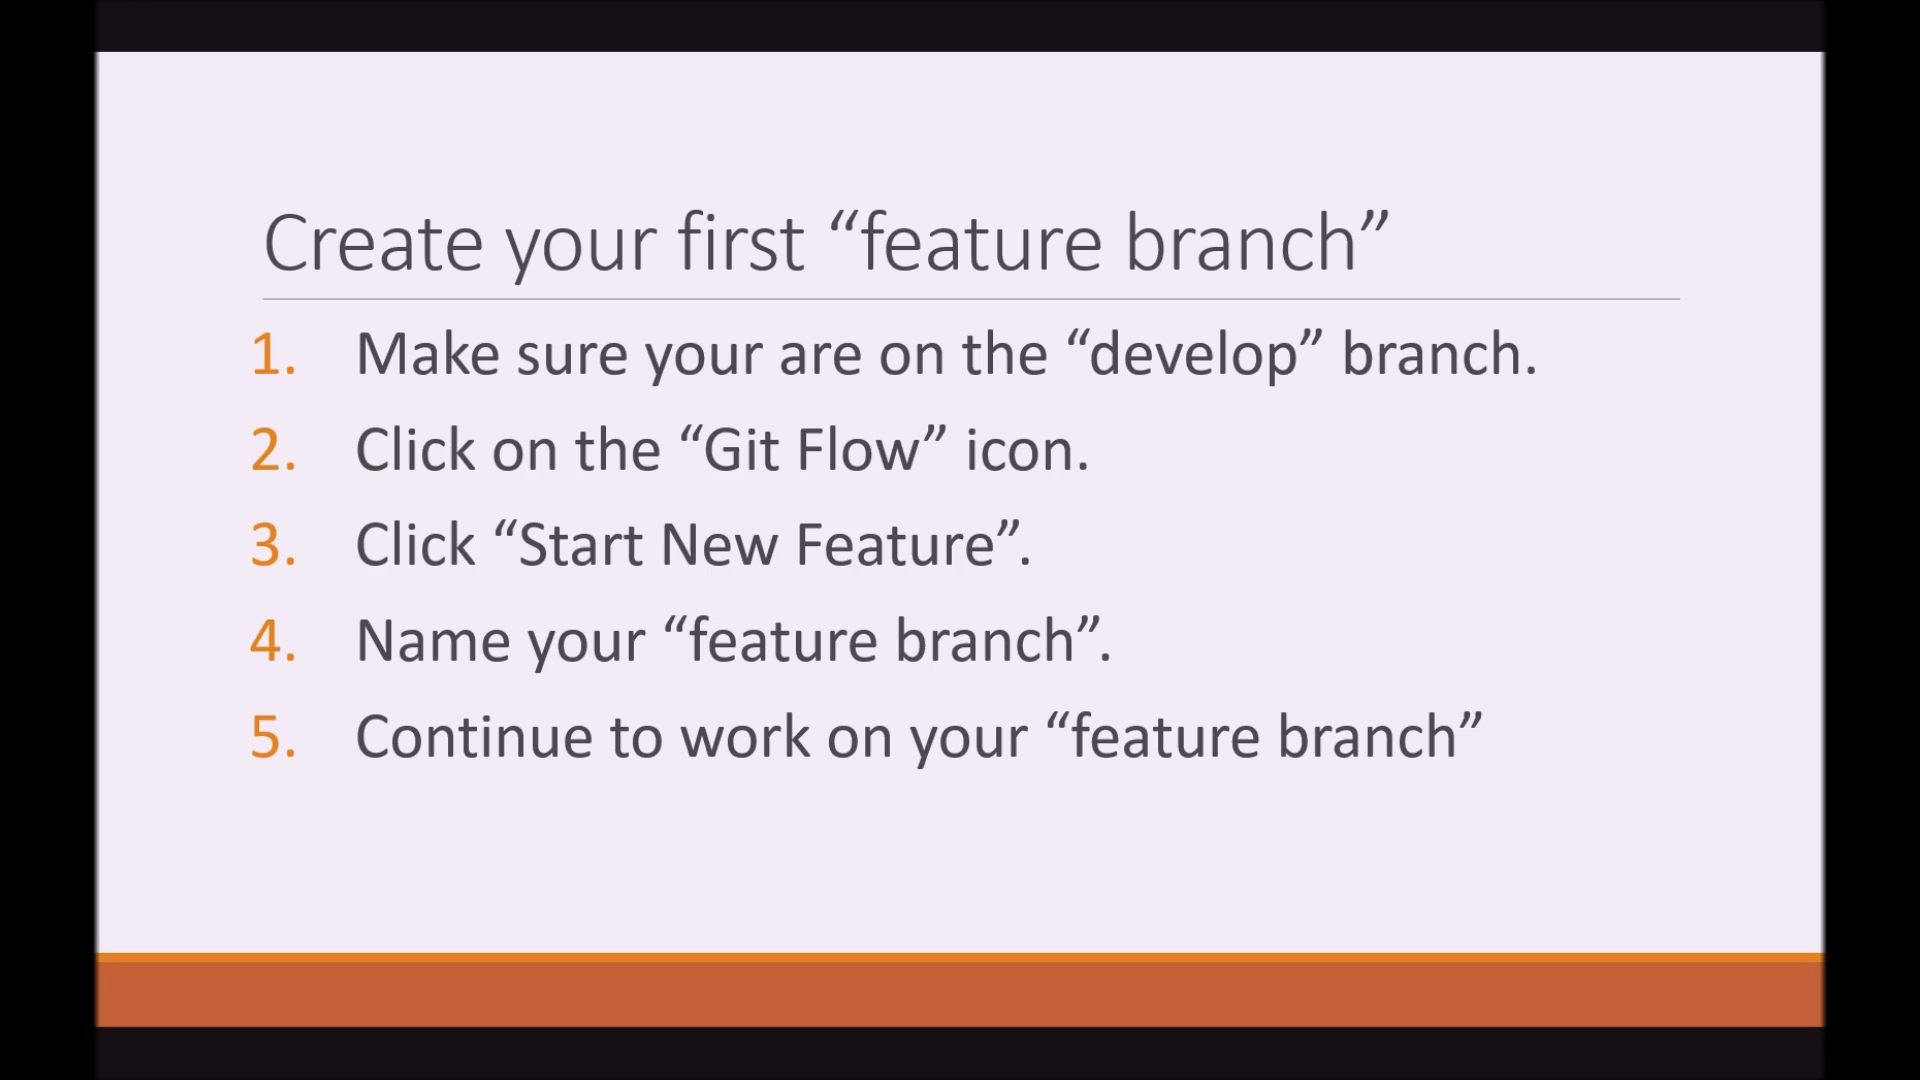 Create your first “feature branch”
1. Make sure your are on the “develop” branch.
2. Click on the “Git Flow” icon.
3. Click “Start New Feature”.
4. Name your “feature branch”.
5. Continue to work on your “feature branch”